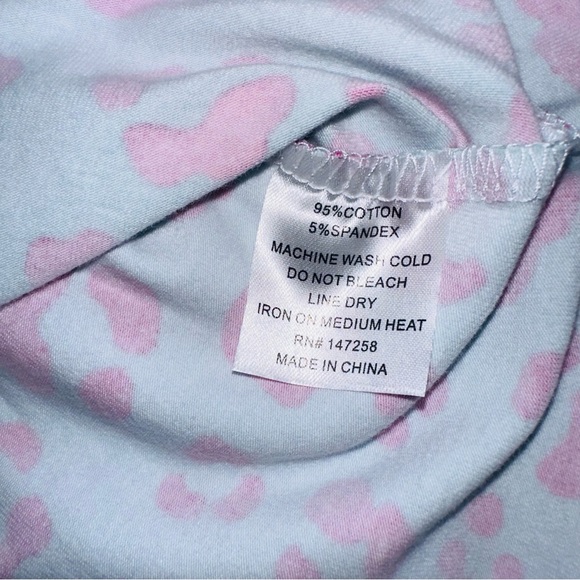 95%COTTON
5%SPANDEX
MACHINE WASH COLD
DO NOT BLEACH
LINE DRY
IRON ON MEDIUM HEAT
RN# 147258
MADE IN CHINA